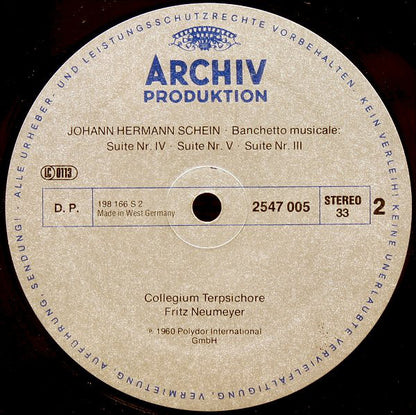 ALLE URHEBER- UND LEISTUNGSSCHUTZRECHTE VORBEHALTEN · KEIN VERLEIH! KEINE UNERLAUBTE VERVIELFÄLTIGUNG, VERMIETUNG, AUFFÜHRUNG, SENDUNG! ·
ARCHIV
PRODUKTION
JOHANN HERMANN SCHEIN · Banchetto musicale:
Suite Nr. IV · Suite Nr. V · Suite Nr. III
LC 0113
D. P.
198 166 S 2
Made in West Germany
2547 005
STEREO
33
2
Collegium Terpsichore
Fritz Neumeyer
℗ 1960 Polydor International
GmbH